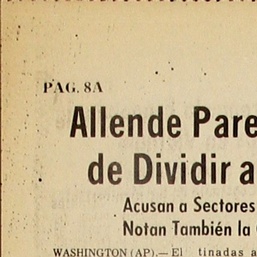 PAG. 8A
Allende Pare
de Dividir a
Acusan a Sectores
Notan También la
WASHINGTON (AP).— El tinadas a